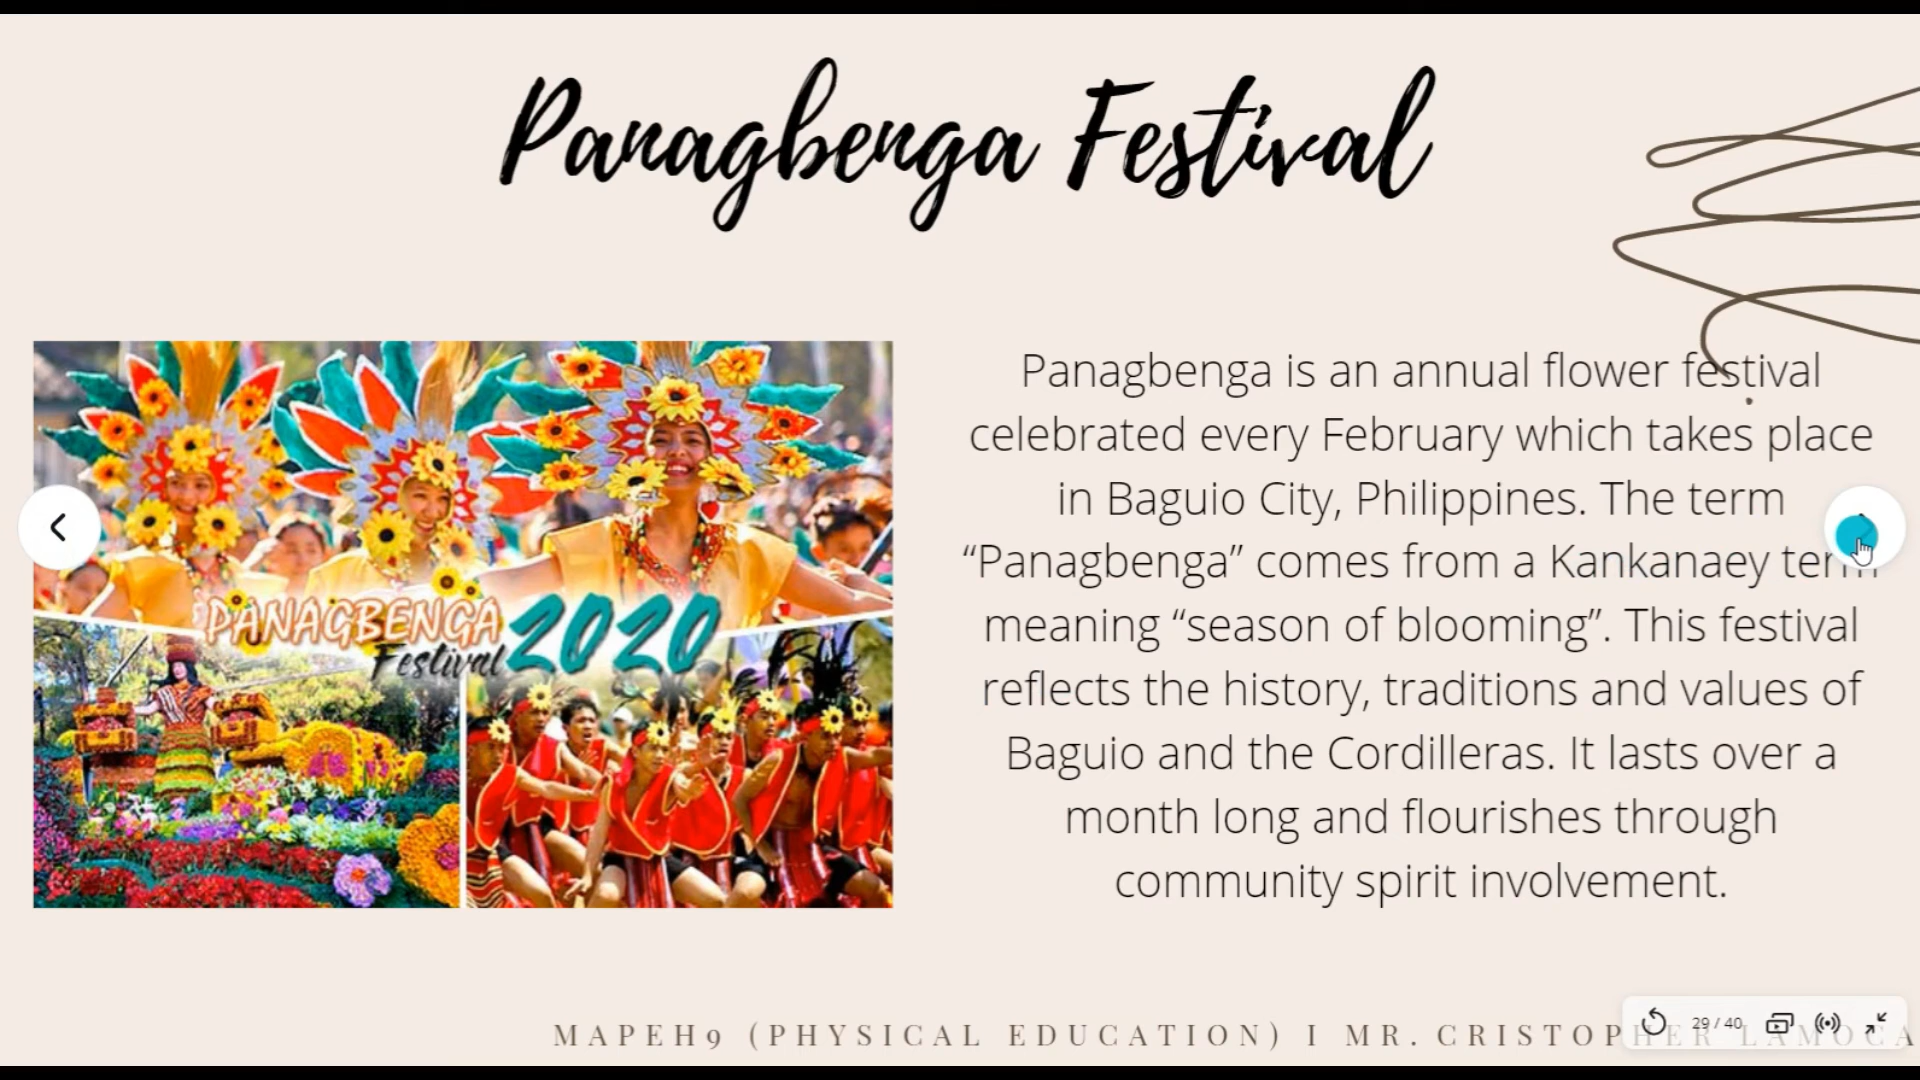 Panagbenga Festival
PANAGBENGA 2020
Festival
Panagbenga is an annual flower festival
celebrated every February which takes place
in Baguio City, Philippines. The term
“Panagbenga” comes from a Kankanaey term
meaning “season of blooming”. This festival
reflects the history, traditions and values of
Baguio and the Cordilleras. It lasts over a
month long and flourishes through
community spirit involvement.
MAPEH9 (PHYSICAL EDUCATION) I MR. CRISTOPHER LAMOCA
29 / 40